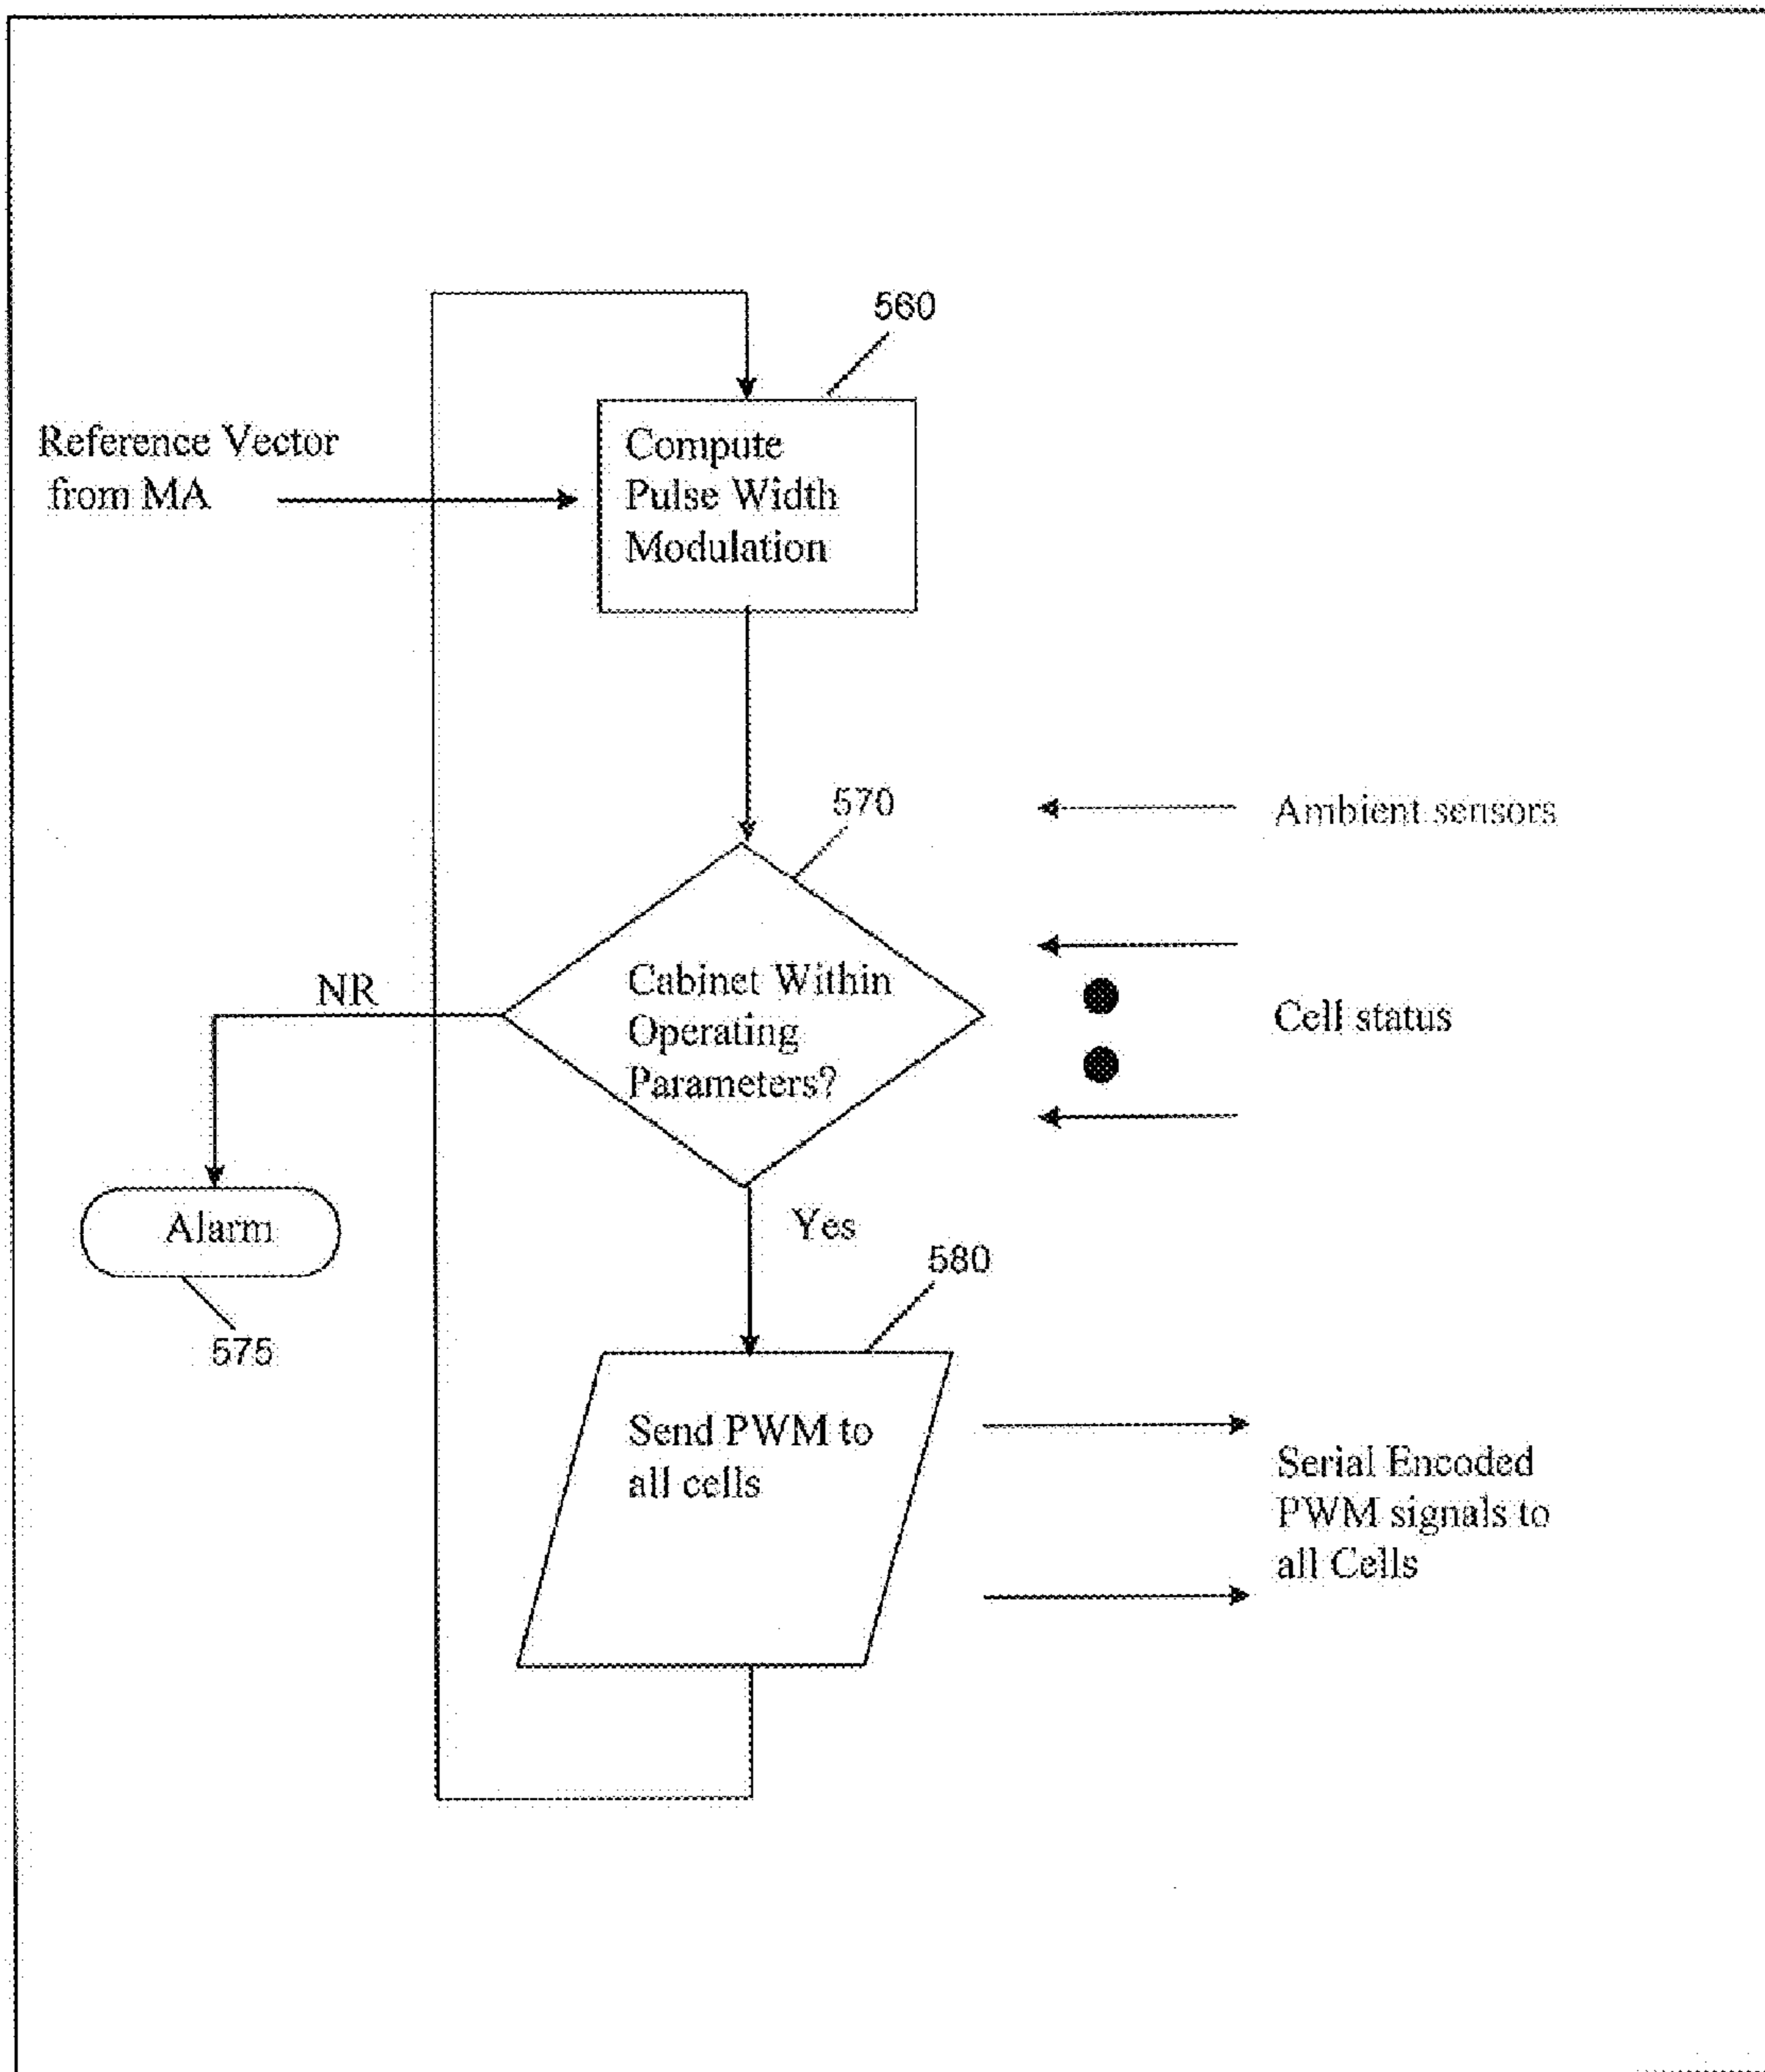 560
Reference Vector
from MA
Compute
Pulse Width
Modulation
570
Ambient sensors
NR
Cabinet Within
Operating
Parameters?
Cell status
Alarm
Yes
580
575
Send PWM to
all cells
Serial Encoded
PWM signals to
all Cells